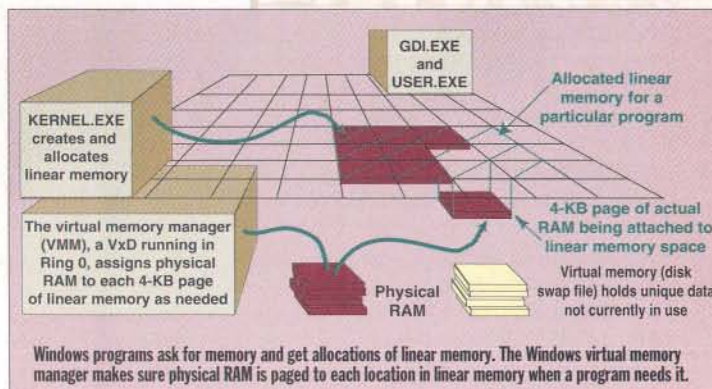 GDI.EXE
and
USER.EXE
Allocated linear
memory for a
particular program
KERNEL.EXE
creates and
allocates
linear memory
The virtual memory
manager
(VMM), a VxD running in
Ring 0, assigns physical
RAM to each 4-KB page
of linear memory as needed
4-KB page of actual
RAM being attached to
linear memory space
Physical
RAM
Virtual memory (disk
swap file) holds unique data
not currently in use
Windows programs ask for memory and get allocations of linear memory. The Windows virtual memory
manager makes sure physical RAM is paged to each location in linear memory when a program needs it.